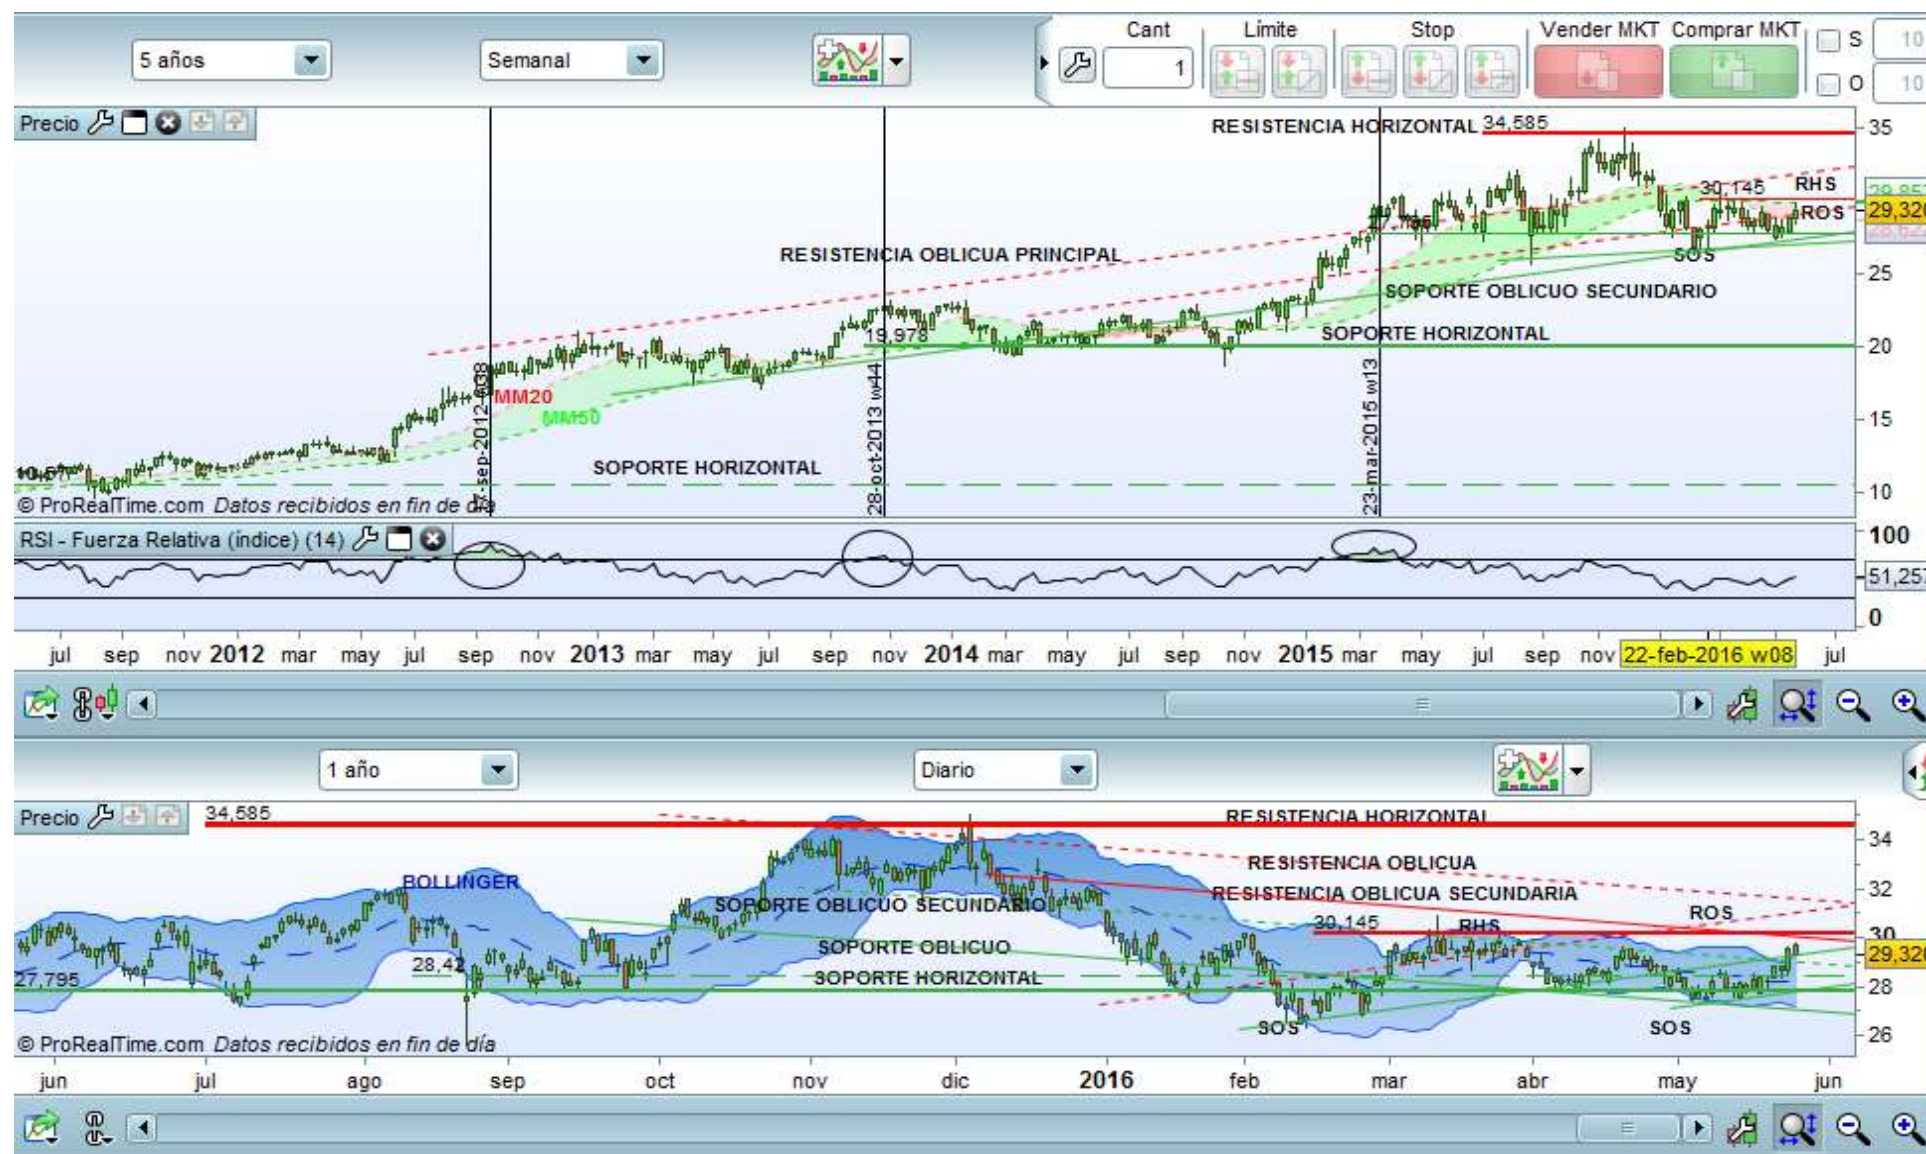 Cant Límite Stop Vender MKT Comprar MKT S 10
5 años Semanal 1 O 10
Precio
RESISTENCIA HORIZONTAL 34,585
35
30,145 RHS
29,320
ROS
RESISTENCIA OBLICUA PRINCIPAL
SOS
25
SOPORTE OBLICUO SECUNDARIO
19,978 SOPORTE HORIZONTAL
20
MM20
MM50
15
17-sep-2012 w38
28-oct-2013 w44
23-mar-2015 w13
SOPORTE HORIZONTAL
10
© ProRealTime.com Datos recibidos en fin de día
RSI - Fuerza Relativa (índice) (14)
100
51,257
0
jul sep nov 2012 mar may jul sep nov 2013 mar may jul sep nov 2014 mar may jul sep nov 2015 mar may jul sep nov 22-feb-2016 w08 jul
1 año Diario
Precio 34,585 RESISTENCIA HORIZONTAL
34
RESISTENCIA OBLICUA
BOLLINGER RESISTENCIA OBLICUA SECUNDARIA
32
SOPORTE OBLICUO SECUNDARIO
30,145 RHS ROS
30
SOPORTE OBLICUO
29,320
28,42
27,795 SOPORTE HORIZONTAL
28
SOS SOS
26
© ProRealTime.com Datos recibidos en fin de día
jun jul ago sep oct nov dic 2016 feb mar abr may jun